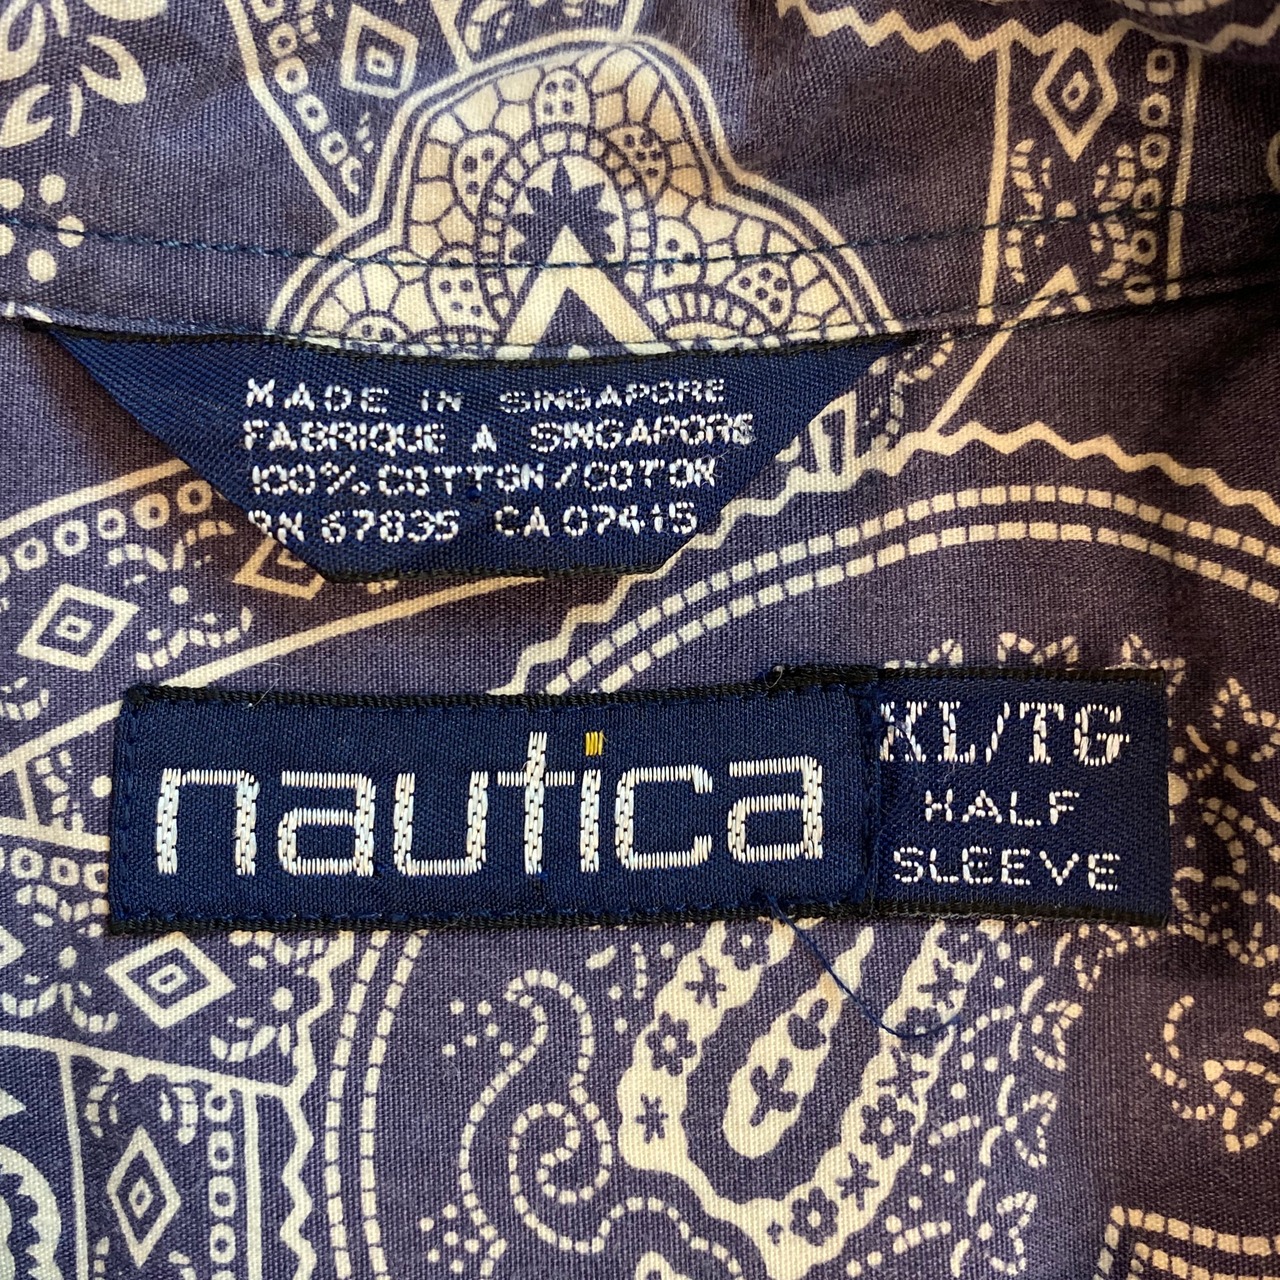 MADE IN SINGAPORE
FABRIQUE A SINGAPORE
100% COTTON/COTON
RN 67835 CA 07415
nautica
XL/TG
HALF
SLEEVE